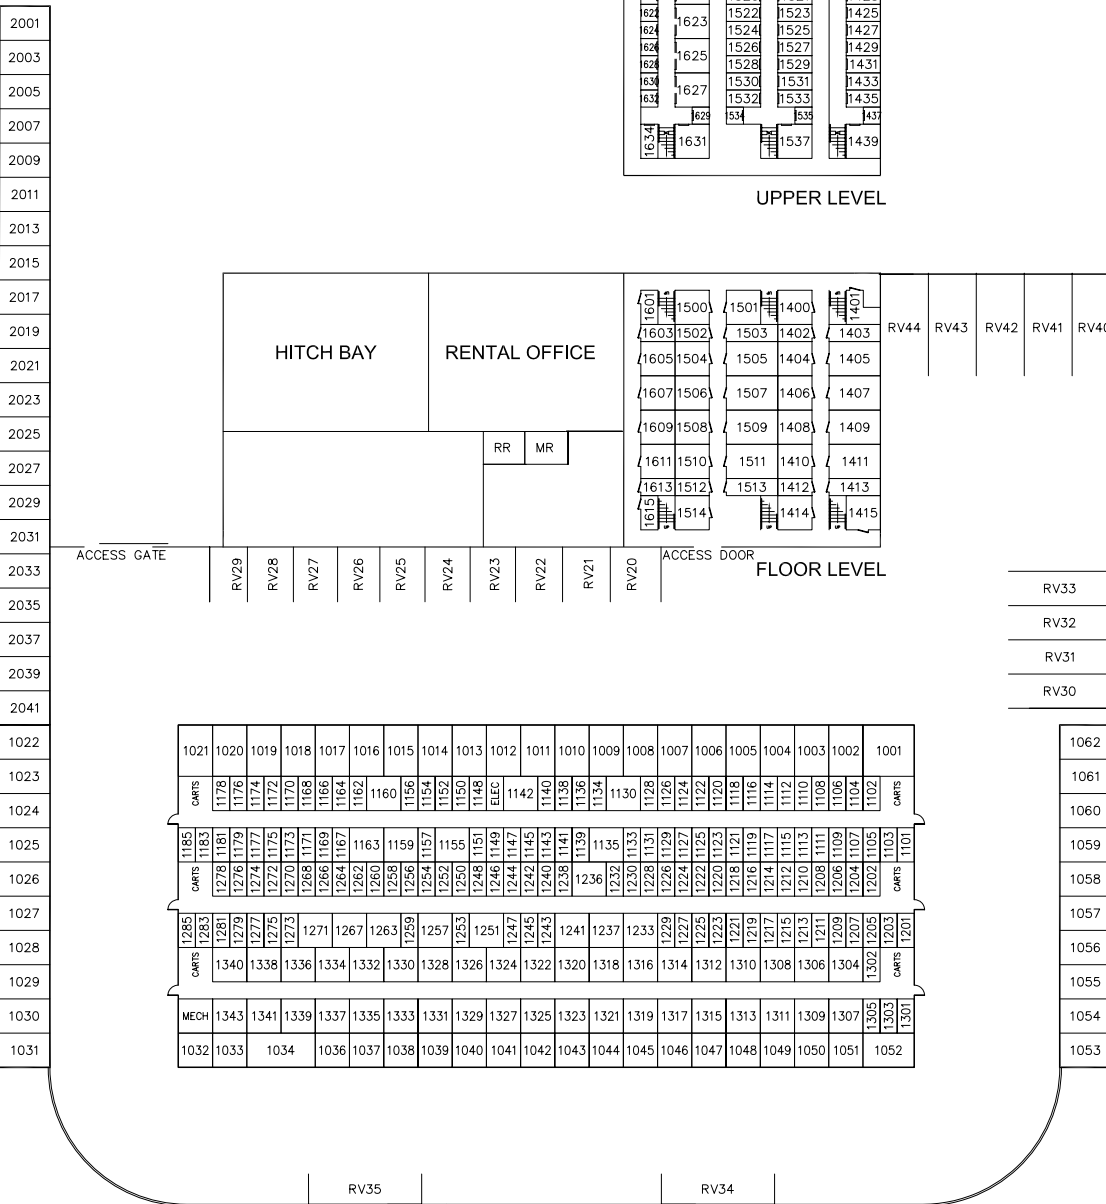 2001
2003
2005
2007
2009
2011
2013
2015
2017
2019
2021
2023
2025
2027
2029
2031
2033
2035
2037
2039
2041
1022
1023
1024
1025
1026
1027
1028
1029
1030
1031
1622 1623 1522 1523 1425
1624 1524 1525 1427
1626 1625 1526 1527 1429
1628 1528 1529 1431
1630 1627 1530 1531 1433
1632 1532 1533 1435
1629 1534 1535 1437
1634 1631 1537 1439
UPPER LEVEL
HITCH BAY
RENTAL OFFICE
RR MR
1601 1500 1501 1400 1401
1603 1502 1503 1402 1403
1605 1504 1505 1404 1405
1607 1506 1507 1406 1407
1609 1508 1509 1408 1409
1611 1510 1511 1410 1411
1613 1512 1513 1412 1413
1615 1514 1414 1415
RV44 RV43 RV42 RV41
ACCESS GATE
ACCESS DOOR
FLOOR LEVEL
RV29 RV28 RV27 RV26 RV25 RV24 RV23 RV22 RV21 RV20
RV33
RV32
RV31
RV30
1021 1020 1019 1018 1017 1016 1015 1014 1013 1012 1011 1010 1009 1008 1007 1006 1005 1004 1003 1002 1001
CARTS 1178 1176 1174 1172 1170 1168 1166 1164 1162 1160 1156 1154 1152 1150 1148 ELEC 1142 1140 1138 1136 1134 1130 1128 1126 1124 1122 1120 1118 1116 1114 1112 1110 1108 1106 1104 1102 CARTS
1185 1183 1181 1179 1177 1175 1173 1171 1169 1167 1163 1159 1157 1155 1151 1149 1147 1145 1143 1141 1139 1135 1133 1131 1129 1127 1125 1123 1121 1119 1117 1115 1113 1111 1109 1107 1105 1103 1101
CARTS 1278 1276 1274 1272 1270 1268 1266 1264 1262 1260 1258 1256 1254 1252 1250 1248 1246 1244 1242 1240 1238 1236 1232 1230 1228 1226 1224 1222 1220 1218 1216 1214 1212 1210 1208 1206 1204 1202 CARTS
1285 1283 1281 1279 1277 1275 1273 1271 1267 1263 1259 1257 1253 1251 1247 1245 1243 1241 1237 1233 1229 1227 1225 1223 1221 1219 1217 1215 1213 1211 1209 1207 1205 1203 1201
CARTS 1340 1338 1336 1334 1332 1330 1328 1326 1324 1322 1320 1318 1316 1314 1312 1310 1308 1306 1304 1302 CARTS
MECH 1343 1341 1339 1337 1335 1333 1331 1329 1327 1325 1323 1321 1319 1317 1315 1313 1311 1309 1307 1305 1303 1301
1032 1033 1034 1036 1037 1038 1039 1040 1041 1042 1043 1044 1045 1046 1047 1048 1049 1050 1051 1052
1062
1061
1060
1059
1058
1057
1056
1055
1054
1053
RV35 RV34